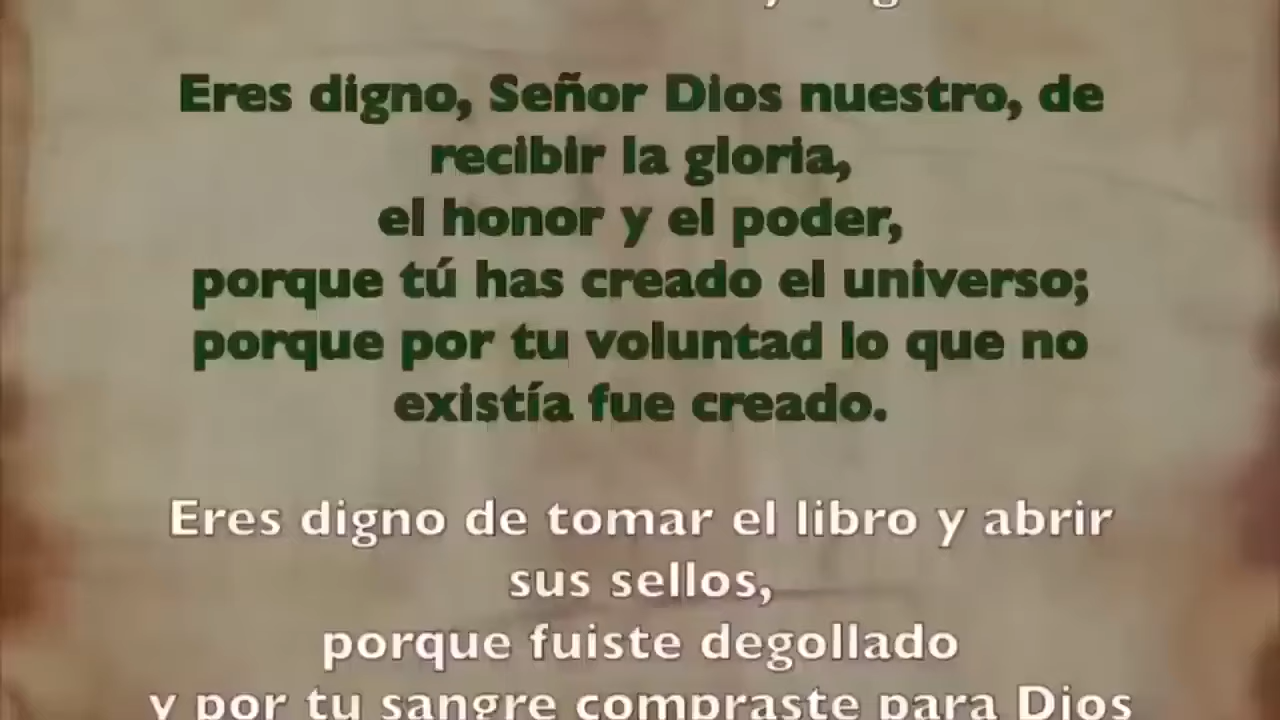 Eres digno, Señor Dios nuestro, de
recibir la gloria,
el honor y el poder,
porque tú has creado el universo;
porque por tu voluntad lo que no
existía fue creado.
Eres digno de tomar el libro y abrir
sus sellos,
porque fuiste degollado
y por tu sangre compraste para Dios